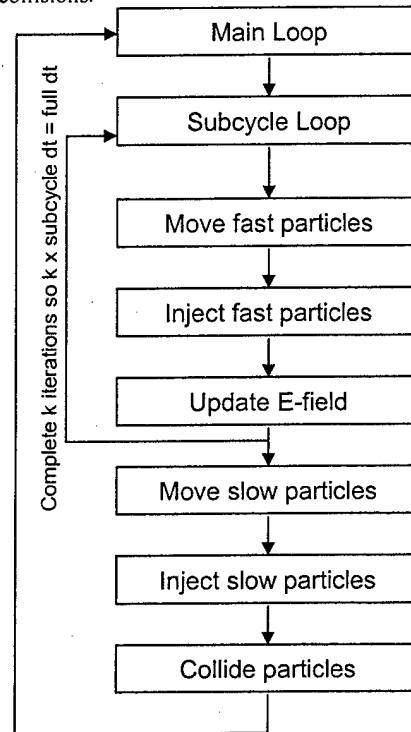 Main Loop
Subcycle Loop
Complete k iterations so k x subcycle dt = full dt
Move fast particles
Inject fast particles
Update E-field
Move slow particles
Inject slow particles
Collide particles